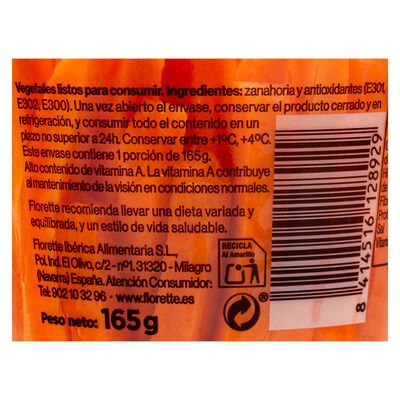 Vegetales listos para consumir. Ingredientes: zanahoria y antioxidantes (E301,
E302, E300). Una vez abierto el envase, conservar el producto cerrado y en
refrigeración, y consumir todo el contenido en un
plazo no superior a 24h. Conservar entre +1ºC, +4ºC.
Este envase contiene 1 porción de 165g.
Alto contenido de vitamina A. La vitamina A contribuye
al mantenimiento de la visión en condiciones normales.
Florette recomienda llevar una dieta variada y
equilibrada, y un estilo de vida saludable.
Florette Ibérica Alimentaria S.L.,
Pol. Ind. El Olivo, c/2 - nº1. 31320 - Milagro
(Navarra) España. Atención Consumidor:
Tel: 902 10 32 96 · www.florette.es
Peso neto: 165g
RECICLA
Al Amarillo
8 414516 128929